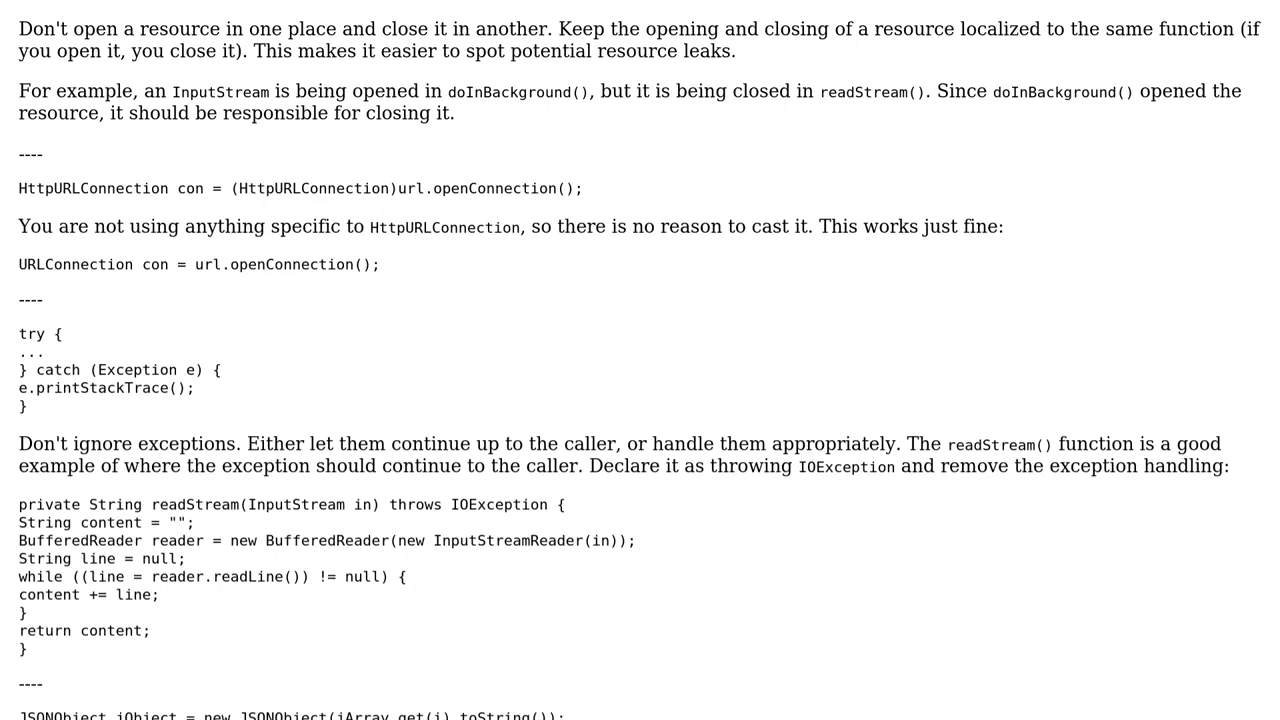 Don't open a resource in one place and close it in another. Keep the opening and closing of a resource localized to the same function (if
you open it, you close it). This makes it easier to spot potential resource leaks.
For example, an InputStream is being opened in doInBackground(), but it is being closed in readStream(). Since doInBackground() opened the
resource, it should be responsible for closing it.
----
HttpURLConnection con = (HttpURLConnection)url.openConnection();
You are not using anything specific to HttpURLConnection, so there is no reason to cast it. This works just fine:
URLConnection con = url.openConnection();
----
try {
...
} catch (Exception e) {
e.printStackTrace();
}
Don't ignore exceptions. Either let them continue up to the caller, or handle them appropriately. The readStream() function is a good
example of where the exception should continue to the caller. Declare it as throwing IOException and remove the exception handling:
private String readStream(InputStream in) throws IOException {
String content = "";
BufferedReader reader = new BufferedReader(new InputStreamReader(in));
String line = null;
while ((line = reader.readLine()) != null) {
content += line;
}
return content;
}
----
JSONObject jObject = new JSONObject(jArray.get(i).toString());